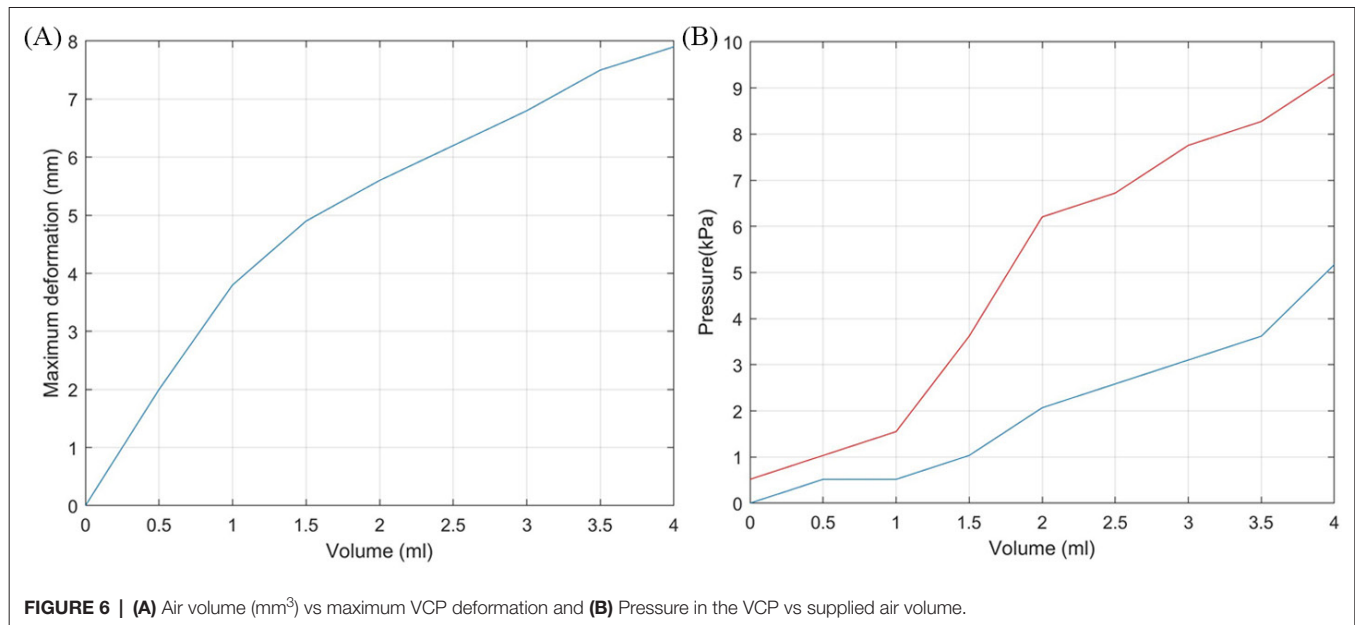 (A)
8
7
6
5
4
3
2
1
0
Maximum deformation (mm)
0 0.5 1 1.5 2 2.5 3 3.5 4
Volume (ml)
(B)
10
9
8
7
6
5
4
3
2
1
0
Pressure(kPa)
0 0.5 1 1.5 2 2.5 3 3.5 4
Volume (ml)
FIGURE 6 | (A) Air volume (mm³) vs maximum VCP deformation and (B) Pressure in the VCP vs supplied air volume.